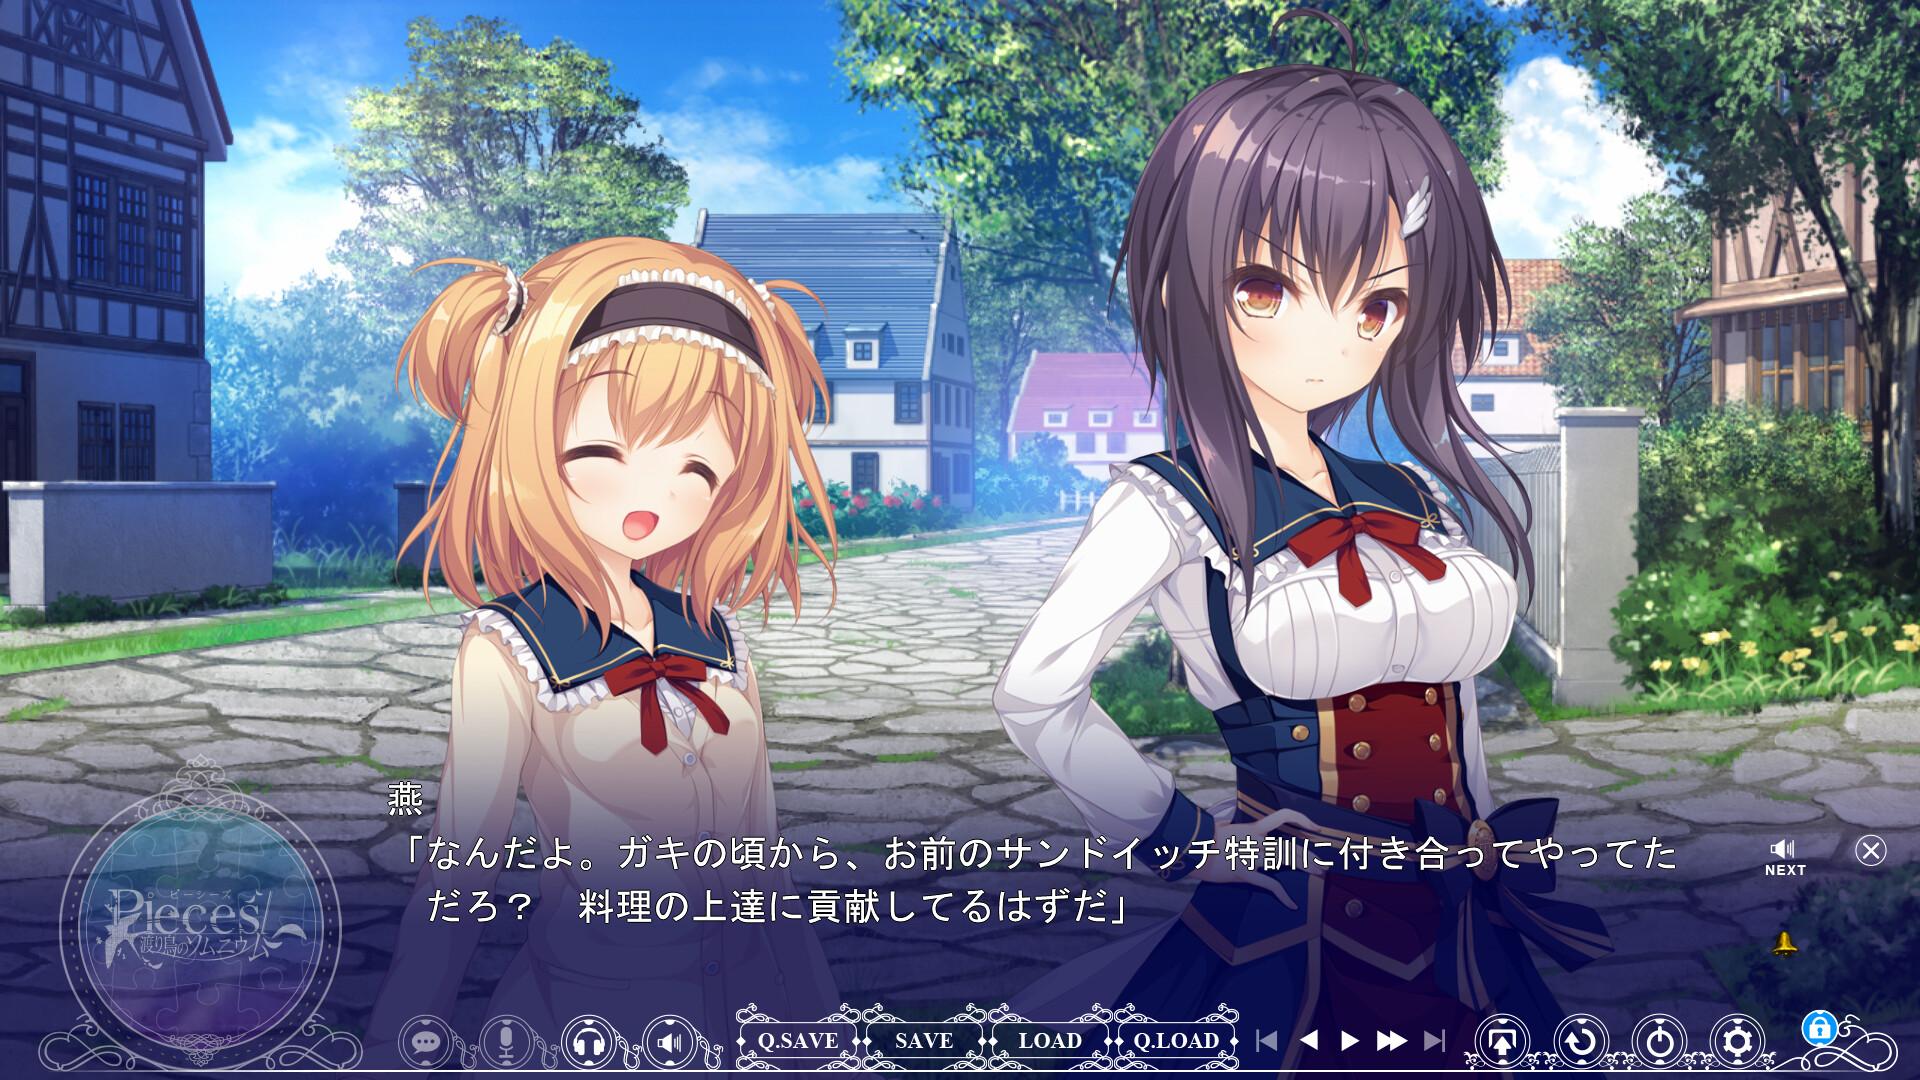 燕
「なんだよ。ガキの頃から、お前のサンドイッチ特訓に付き合ってやってた
だろ？　料理の上達に貢献してるはずだ」
NEXT
ピーシーズ
Pieces
渡り鳥のソムニウム
Q.SAVE
SAVE
LOAD
Q.LOAD